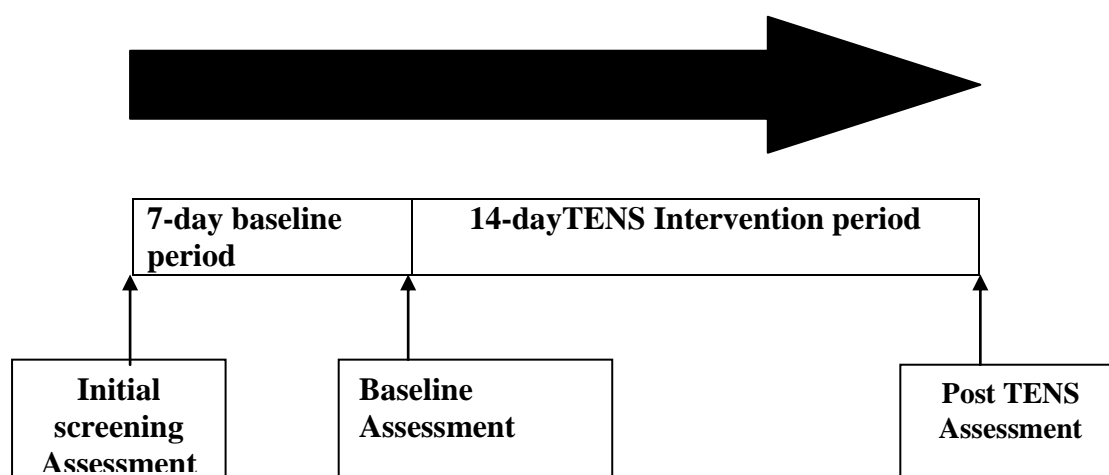 7-day baseline
period
14-dayTENS Intervention period
Initial
screening
Assessment
Baseline
Assessment
Post TENS
Assessment